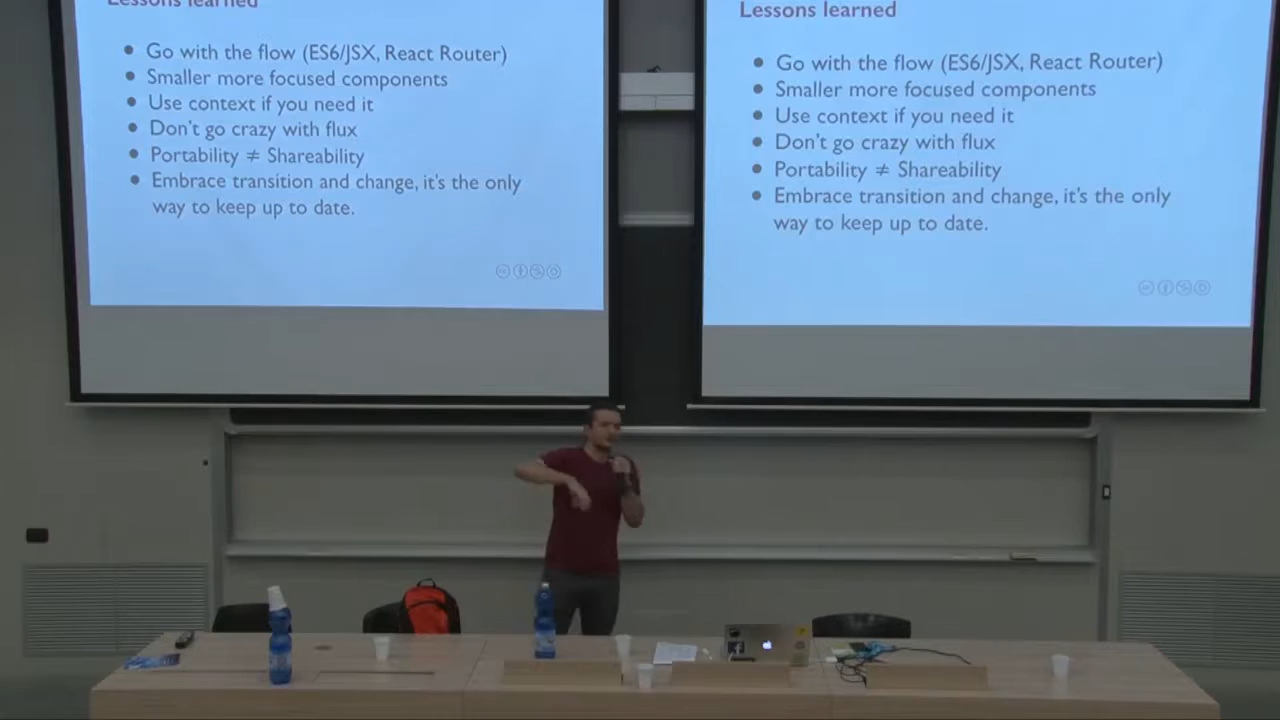 Lessons learned
Go with the flow (ES6/JSX, React Router)
Smaller more focused components
Use context if you need it
Don't go crazy with flux
Portability ≠ Shareability
Embrace transition and change, it's the only
way to keep up to date.
Lessons learned
Go with the flow (ES6/JSX, React Router)
Smaller more focused components
Use context if you need it
Don't go crazy with flux
Portability ≠ Shareability
Embrace transition and change, it's the only
way to keep up to date.